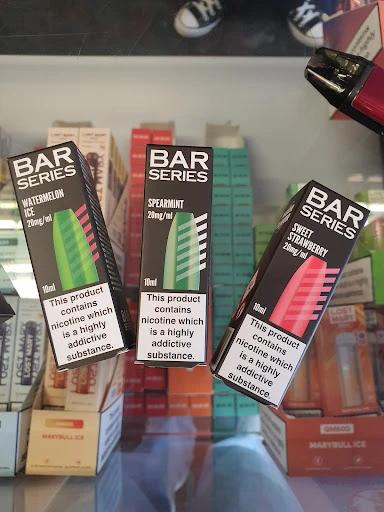 BAR
SERIES
WATERMELON
ICE
20mg/ml
10ml
This product
contains
nicotine which
is a highly
addictive
substance.
BAR
SERIES
SPEARMINT
20mg/ml
10ml
This product
contains
nicotine which
is a highly
addictive
substance.
BAR
SERIES
SWEET
STRAWBERRY
20mg/ml
10ml
This product
contains
nicotine which
is a highly
addictive
substance.
MARYBULL ICE
QM600
MARYBULL ICE